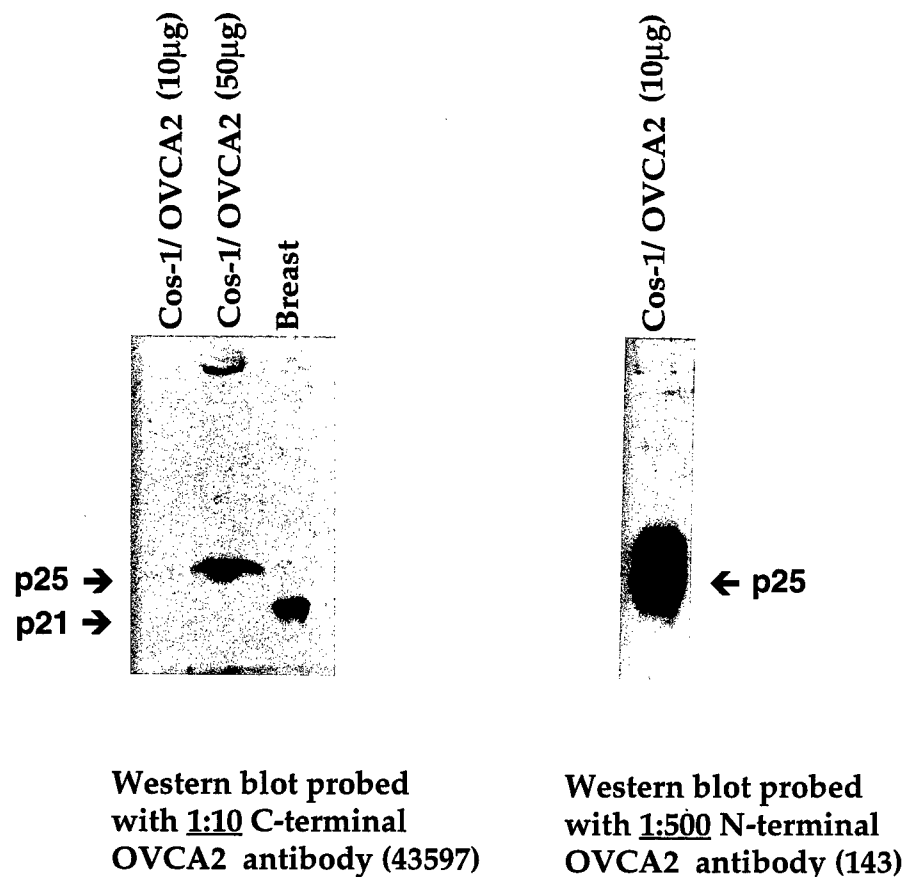 Cos-1/ OVCA2 (10µg)
Cos-1/ OVCA2 (50µg)
Breast
Cos-1/ OVCA2 (10µg)
p25 →
p21 →
← p25
Western blot probed
with 1:10 C-terminal
OVCA2 antibody (43597)
Western blot probed
with 1:500 N-terminal
OVCA2 antibody (143)